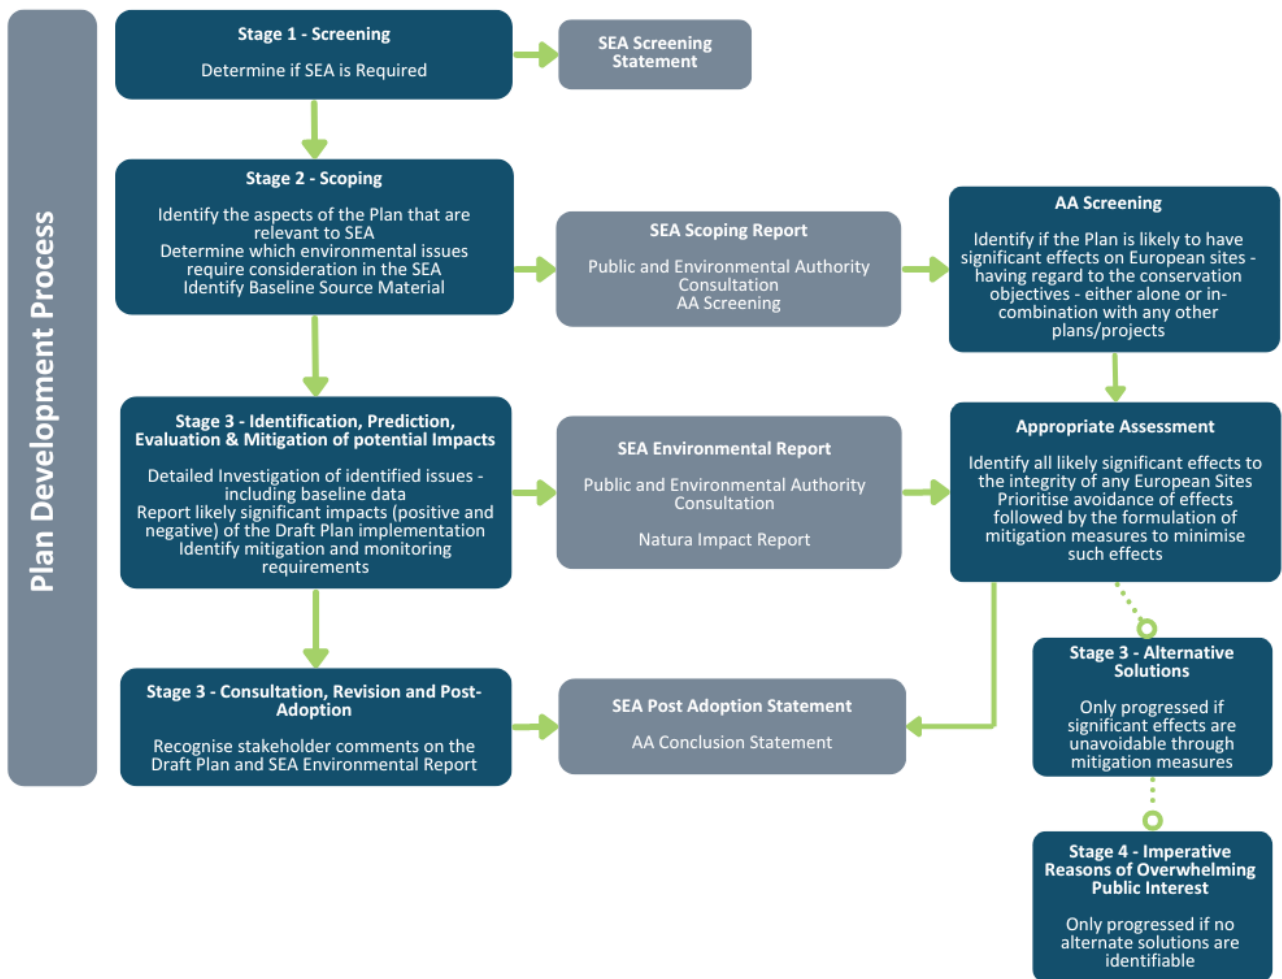 Plan Development Process
Stage 1 - Screening
Determine if SEA is Required
SEA Screening
Statement
Stage 2 - Scoping
Identify the aspects of the Plan that are
relevant to SEA
Determine which environmental issues
require consideration in the SEA
Identify Baseline Source Material
SEA Scoping Report
Public and Environmental Authority
Consultation
AA Screening
AA Screening
Identify if the Plan is likely to have
significant effects on European sites -
having regard to the conservation
objectives - either alone or in-
combination with any other
plans/projects
Stage 3 - Identification, Prediction,
Evaluation & Mitigation of potential Impacts
Detailed Investigation of identified issues -
including baseline data
Report likely significant impacts (positive and
negative) of the Draft Plan implementation
Identify mitigation and monitoring
requirements
SEA Environmental Report
Public and Environmental Authority
Consultation
Natura Impact Report
Appropriate Assessment
Identify all likely significant effects to
the integrity of any European Sites
Prioritise avoidance of effects
followed by the formulation of
mitigation measures to minimise
such effects
Stage 3 - Consultation, Revision and Post-
Adoption
Recognise stakeholder comments on the
Draft Plan and SEA Environmental Report
SEA Post Adoption Statement
AA Conclusion Statement
Stage 3 - Alternative
Solutions
Only progressed if
significant effects are
unavoidable through
mitigation measures
Stage 4 - Imperative
Reasons of Overwhelming
Public Interest
Only progressed if no
alternate solutions are
identifiable